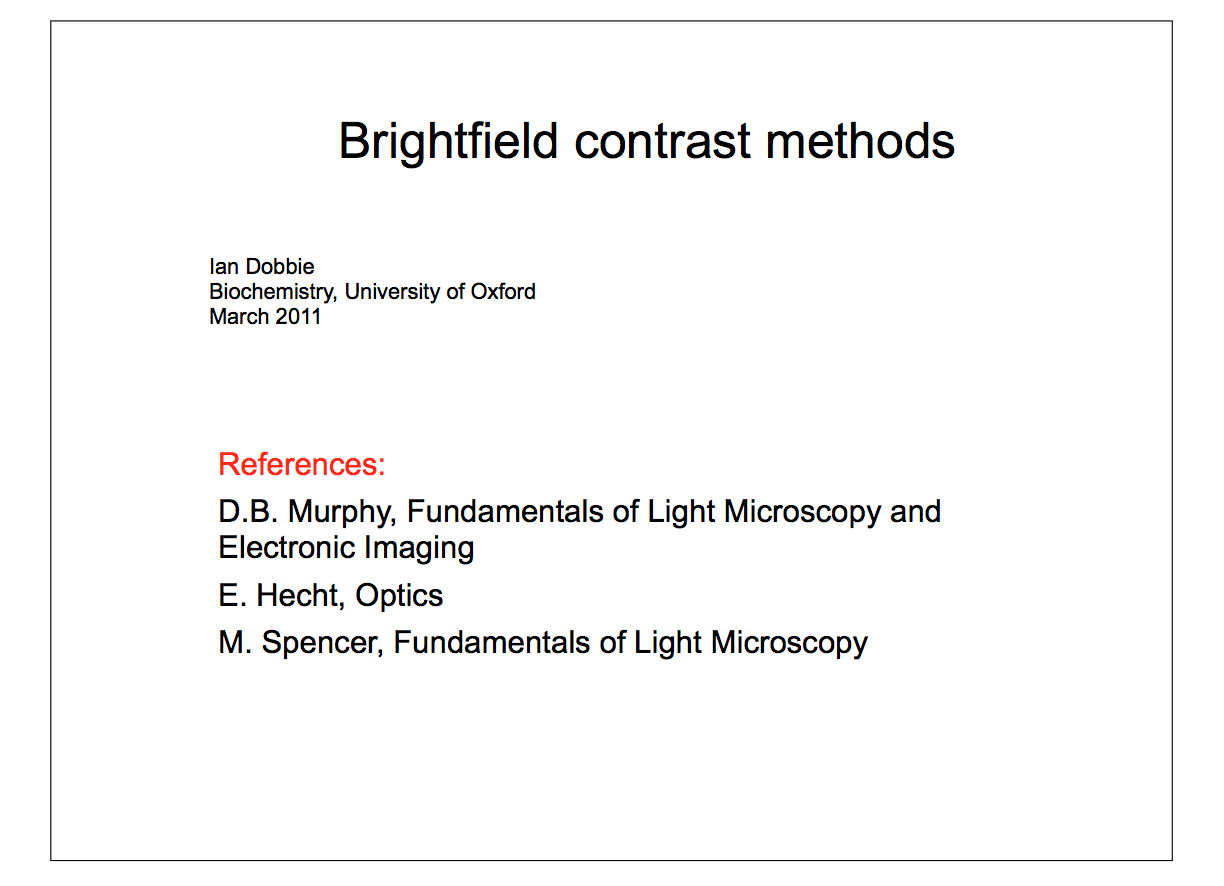 Brightfield contrast methods
Ian Dobbie
Biochemistry, University of Oxford
March 2011
References:
D.B. Murphy, Fundamentals of Light Microscopy and
Electronic Imaging
E. Hecht, Optics
M. Spencer, Fundamentals of Light Microscopy